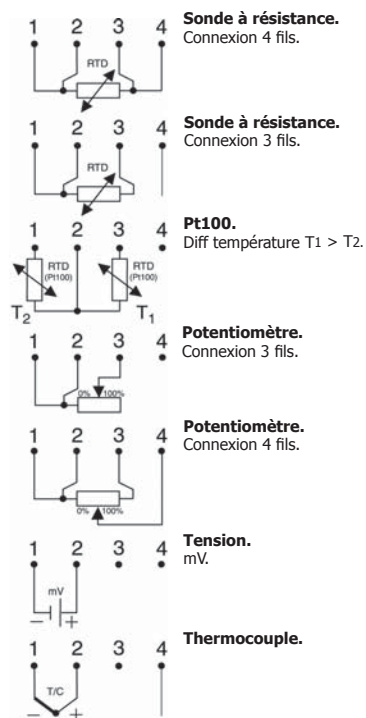 1 2 3 4
Sonde à résistance.
Connexion 4 fils.
RTD
1 2 3 4
Sonde à résistance.
Connexion 3 fils.
RTD
1 2 3 4
Pt100.
Diff température T1 > T2.
RTD
(Pt100)
RTD
(Pt100)
T2
T1
1 2 3 4
Potentiomètre.
Connexion 3 fils.
0% 100%
1 2 3 4
Potentiomètre.
Connexion 4 fils.
0% 100%
1 2 3 4
Tension.
mV.
mV
− +
1 2 3 4
Thermocouple.
T/C
− +